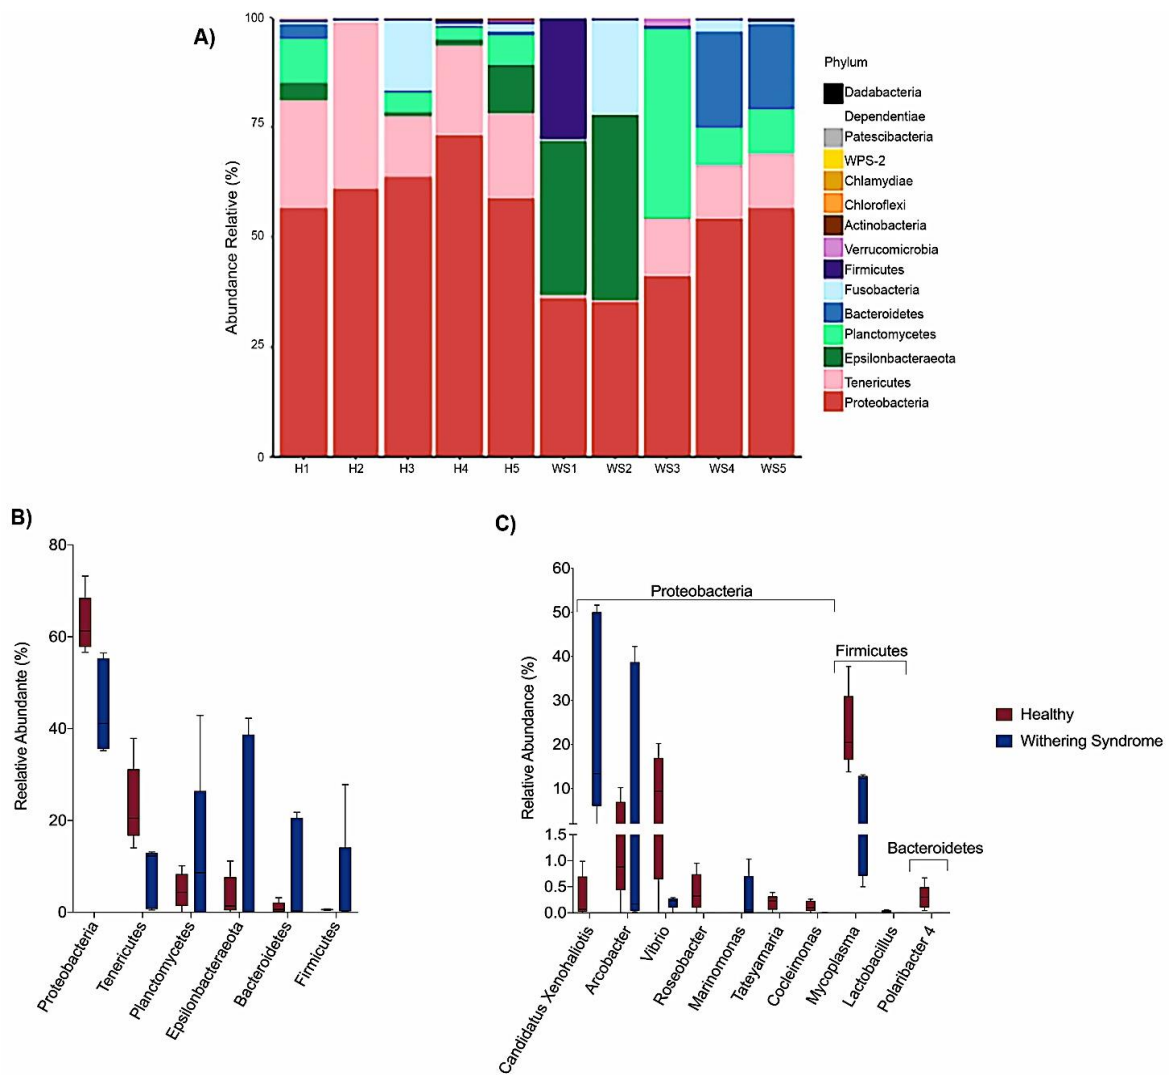 A)
100
75
50
25
0
Abundance Relative (%)
H1 H2 H3 H4 H5 WS1 WS2 WS3 WS4 WS5
Phylum
Dadabacteria
Dependentiae
Patescibacteria
WPS-2
Chlamydiae
Chloroflexi
Actinobacteria
Verrucomicrobia
Firmicutes
Fusobacteria
Bacteroidetes
Planctomycetes
Epsilonbacteraeota
Tenericutes
Proteobacteria
B)
80
60
40
20
0
Reelative Abundante (%)
Proteobacteria
Tenericutes
Planctomycetes
Epsilonbacteraeota
Bacteroidetes
Firmicutes
C)
60
50
40
30
20
10
1.5
1.0
0.5
0.0
Relative Abundance (%)
Proteobacteria
Firmicutes
Bacteroidetes
Candidatus Xenohaliotis
Arcobacter
Vibrio
Roseobacter
Marinomonas
Tateyamaria
Cocleimonas
Mycoplasma
Lactobacillus
Polaribacter 4
Healthy
Withering Syndrome